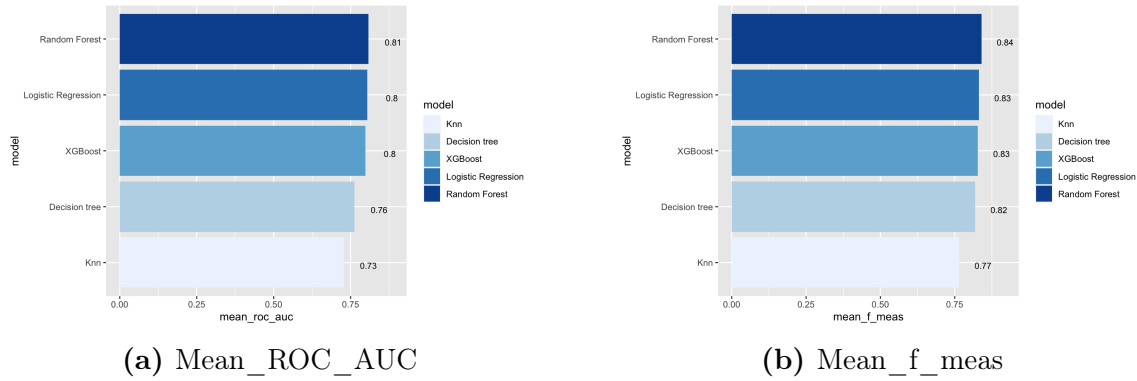 Random Forest
Logistic Regression
XGBoost
Decision tree
Knn
model
0.81
0.8
0.8
0.76
0.73
0.00
0.25
0.50
0.75
mean_roc_auc
model
Knn
Decision tree
XGBoost
Logistic Regression
Random Forest
(a) Mean_ROC_AUC
Random Forest
Logistic Regression
XGBoost
Decision tree
Knn
model
0.84
0.83
0.83
0.82
0.77
0.00
0.25
0.50
0.75
mean_f_meas
model
Knn
Decision tree
XGBoost
Logistic Regression
Random Forest
(b) Mean_f_meas